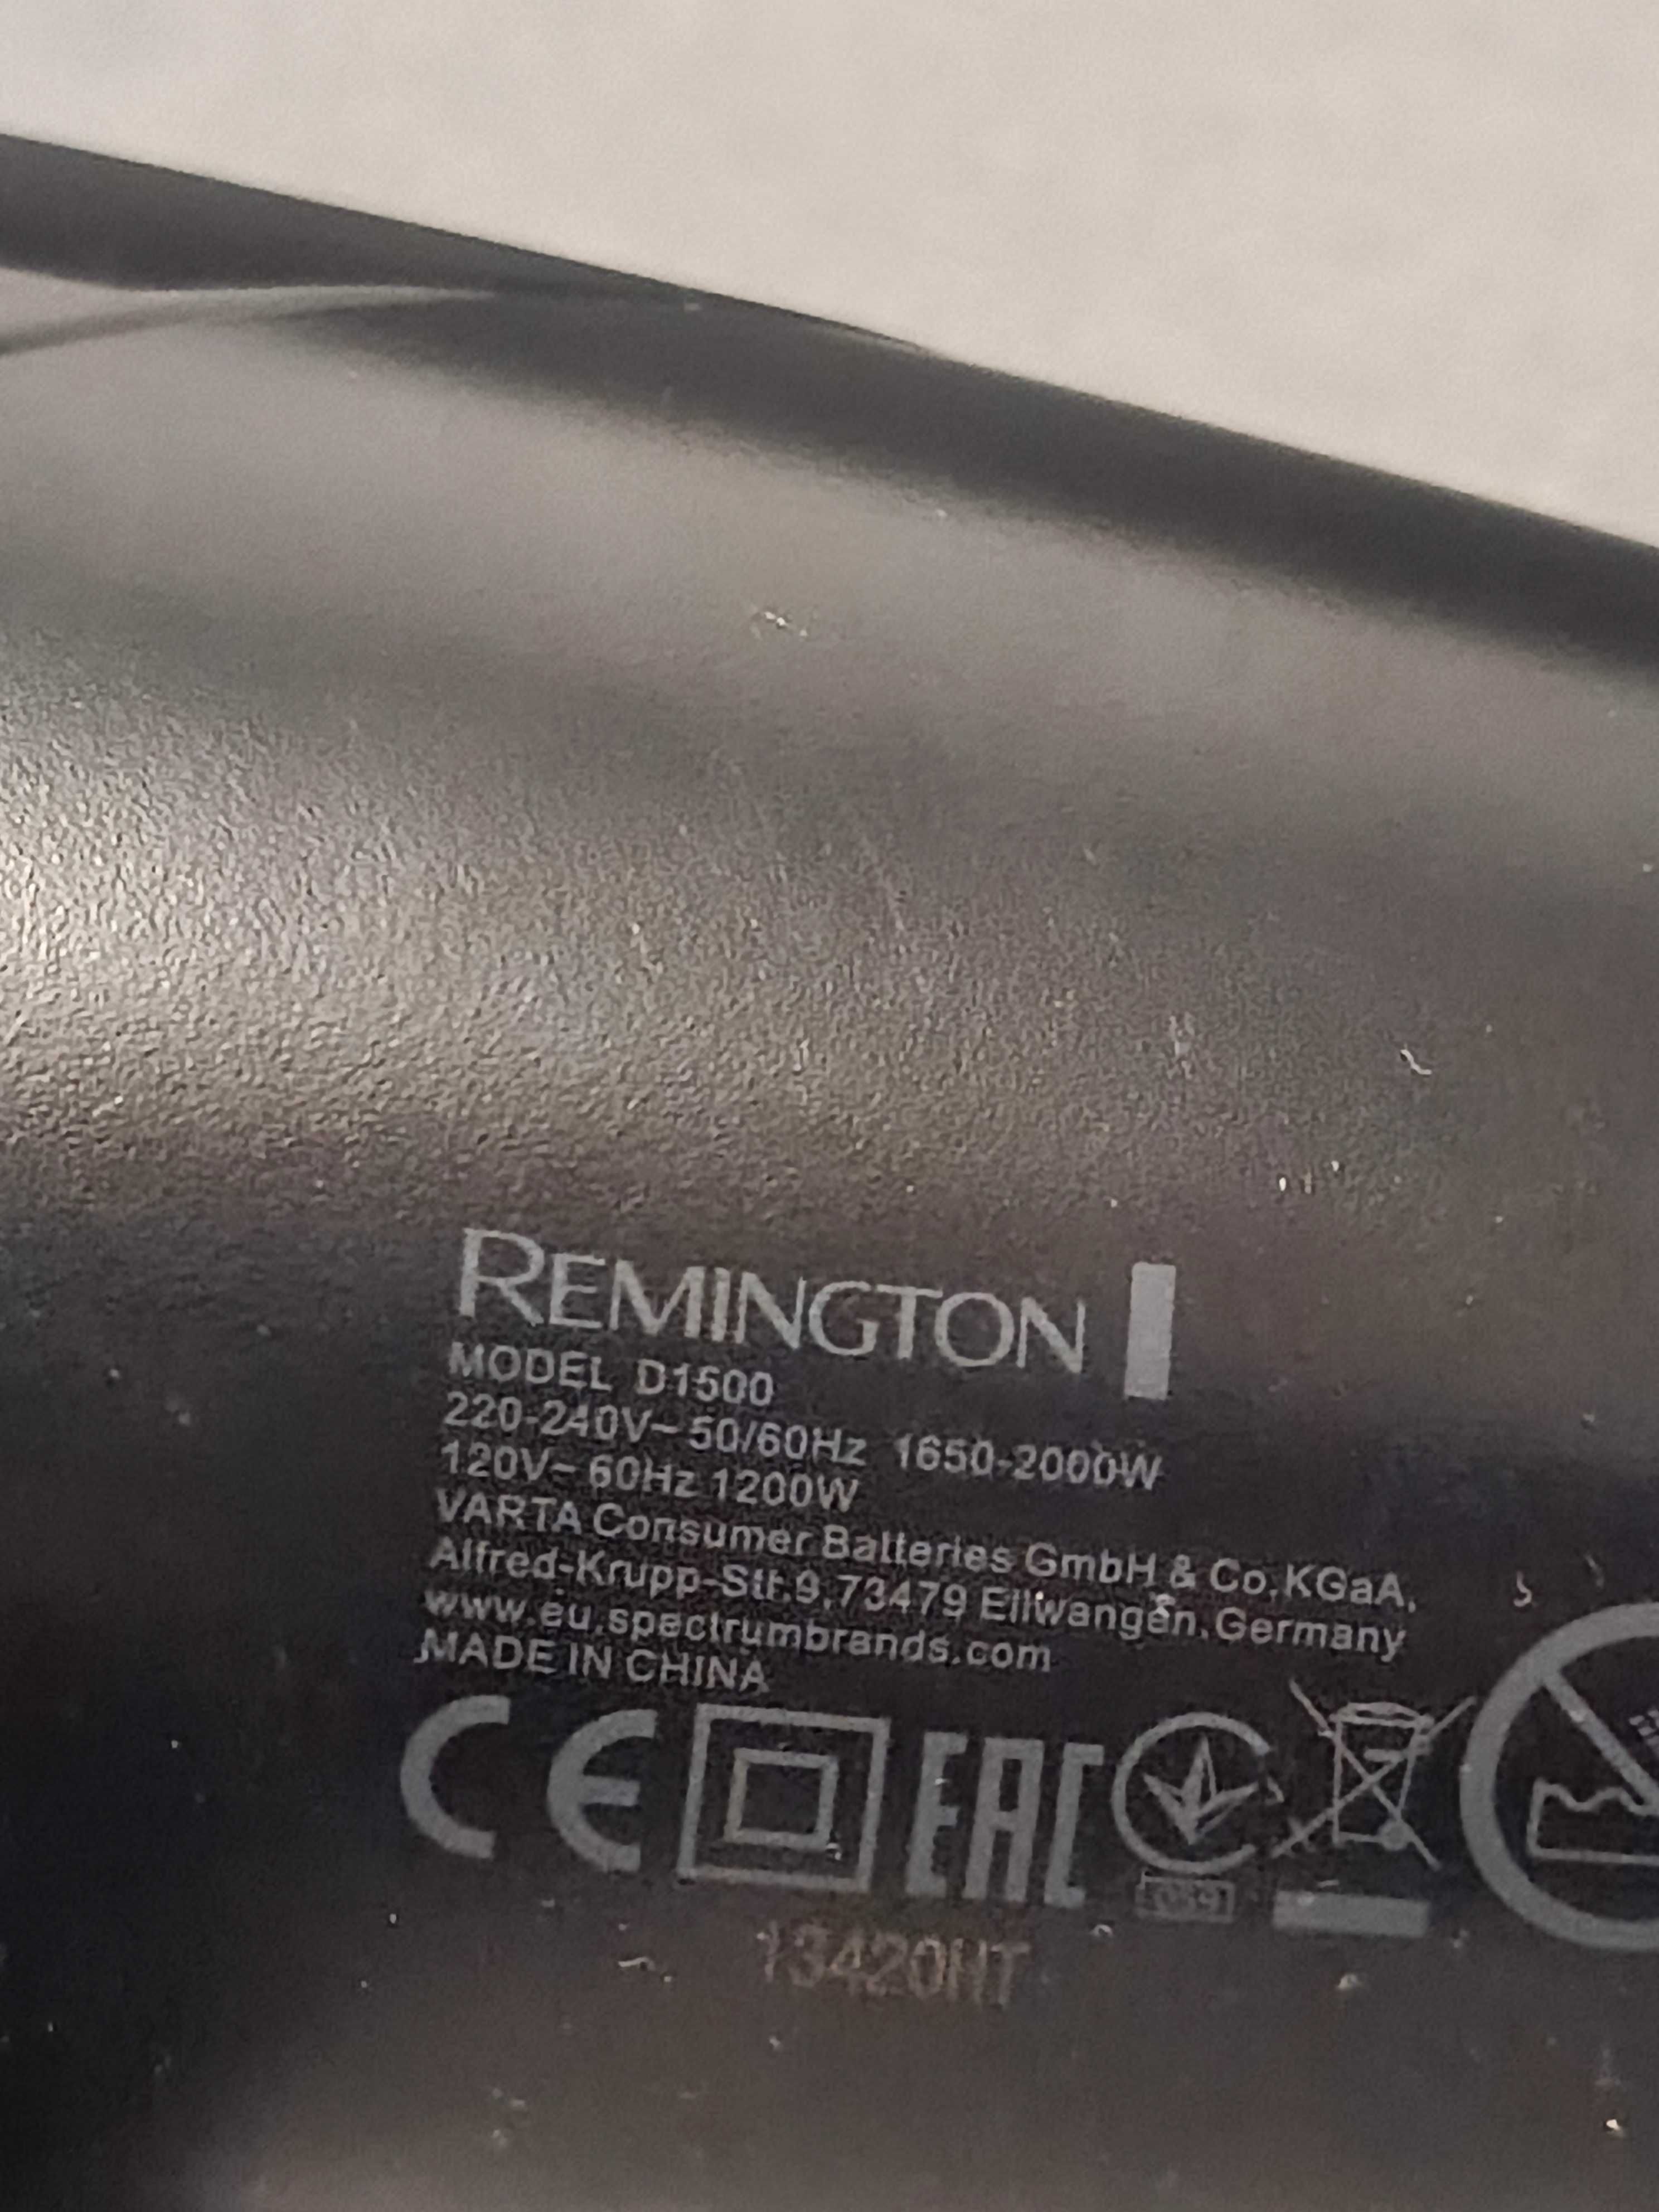 REMINGTON
MODEL D1500
220-240V~ 50/60Hz 1650-2000W
120V~ 60Hz 1200W
VARTA Consumer Batteries GmbH & Co.KGaA,
Alfred-Krupp-Str.9,73479 Ellwangen,Germany
www.eu.spectrumbrands.com
MADE IN CHINA
CE EAC
13420HT